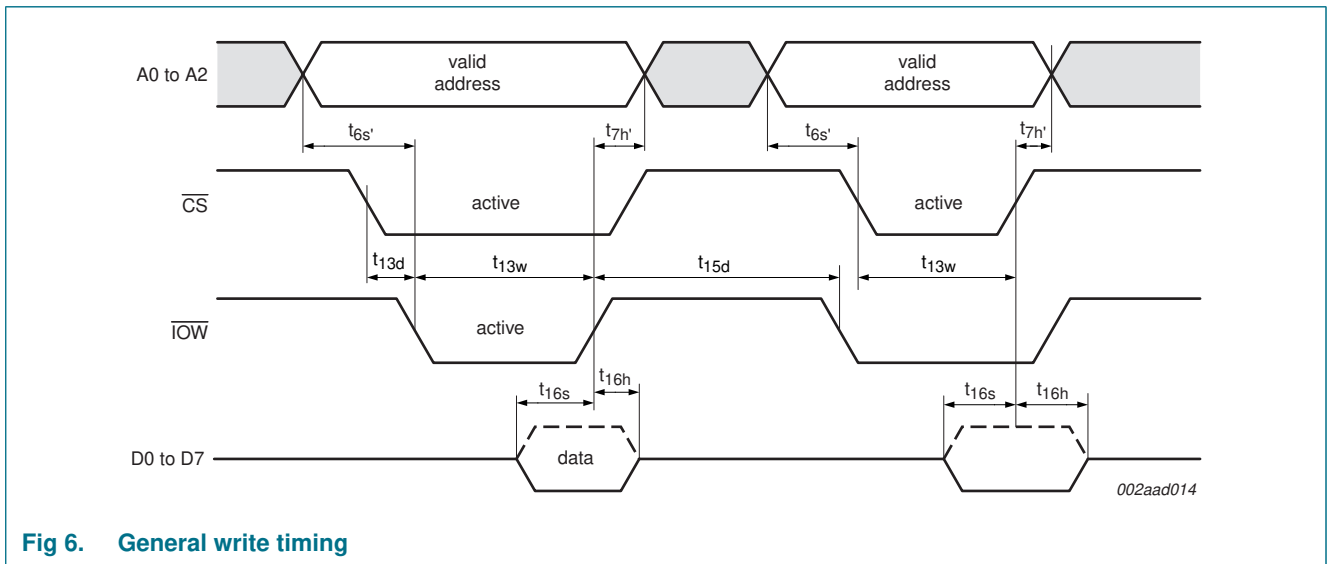 valid
address
valid
address
A0 to A2
t6s'
t7h'
t6s'
t7h'
CS
active
active
t13d
t13w
t15d
t13w
IOW
active
t16s
t16h
t16s
t16h
D0 to D7
data
002aad014
Fig 6. General write timing